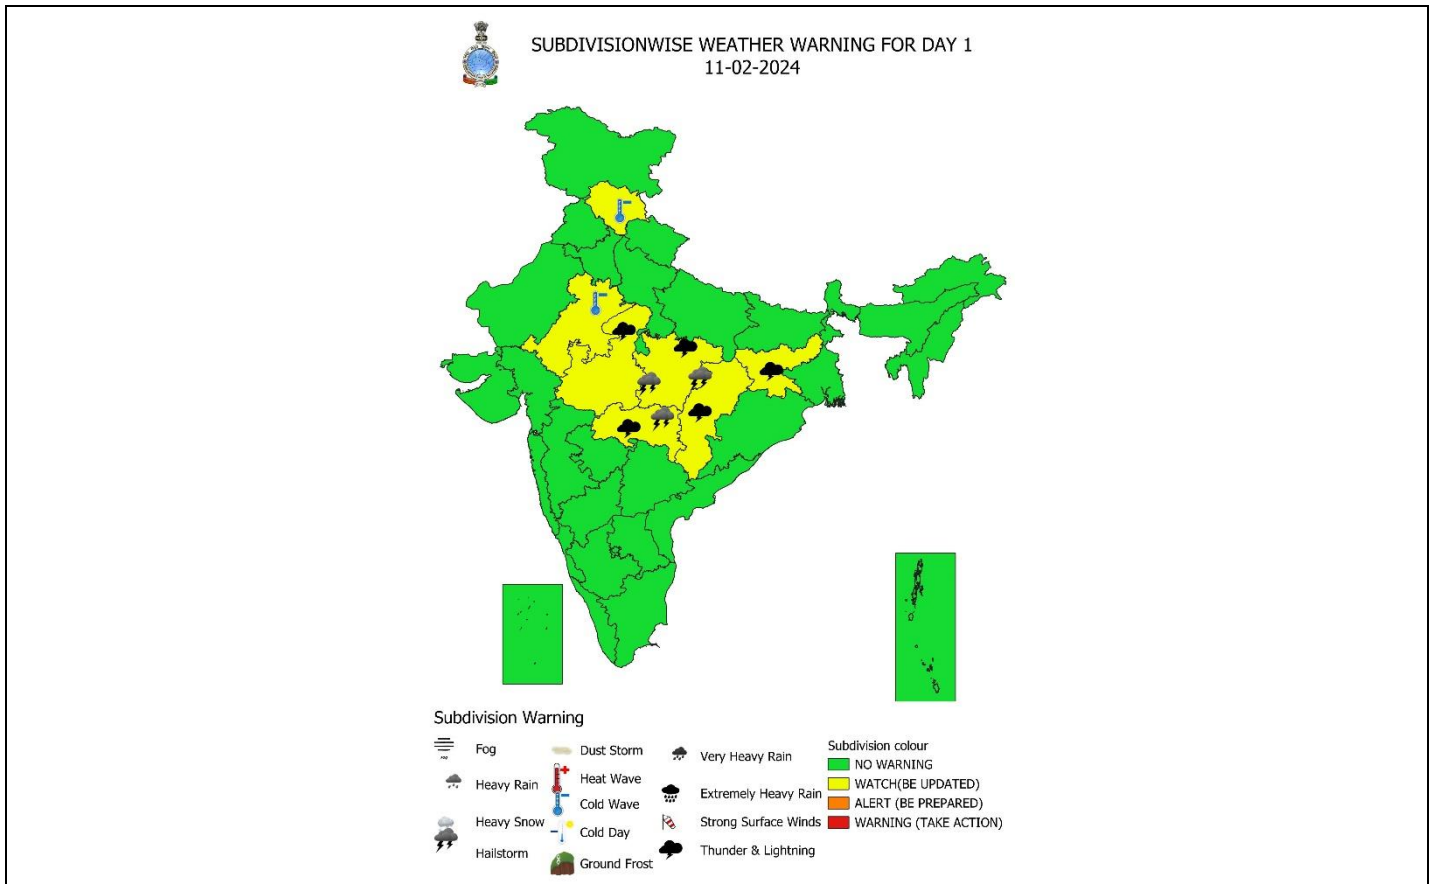 SUBDIVISIONWISE WEATHER WARNING FOR DAY 1
11-02-2024
Subdivision Warning
Fog
Heavy Rain
Heavy Snow
Hailstorm
Dust Storm
Heat Wave
Cold Wave
Cold Day
Ground Frost
Very Heavy Rain
Extremely Heavy Rain
Strong Surface Winds
Thunder & Lightning
Subdivision colour
NO WARNING
WATCH(BE UPDATED)
ALERT (BE PREPARED)
WARNING (TAKE ACTION)